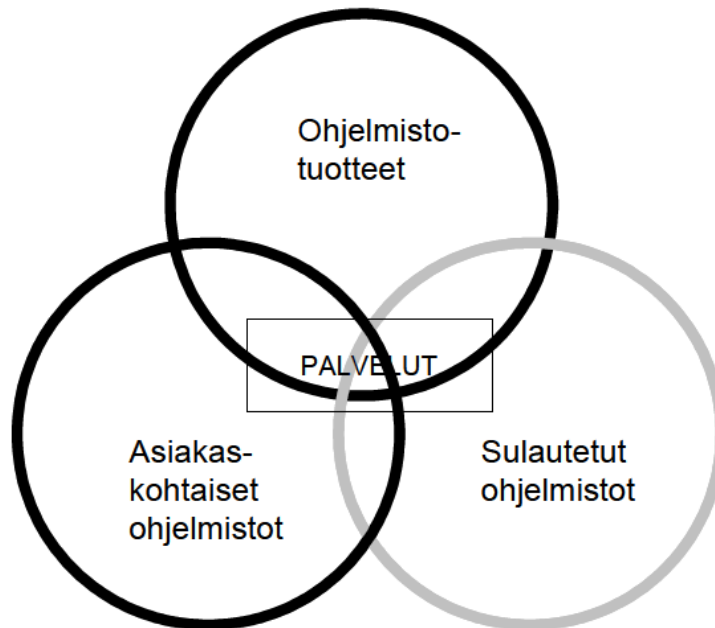 Ohjelmisto-
tuotteet
PALVELUT
Asiakas-
kohtaiset
ohjelmistot
Sulautetut
ohjelmistot